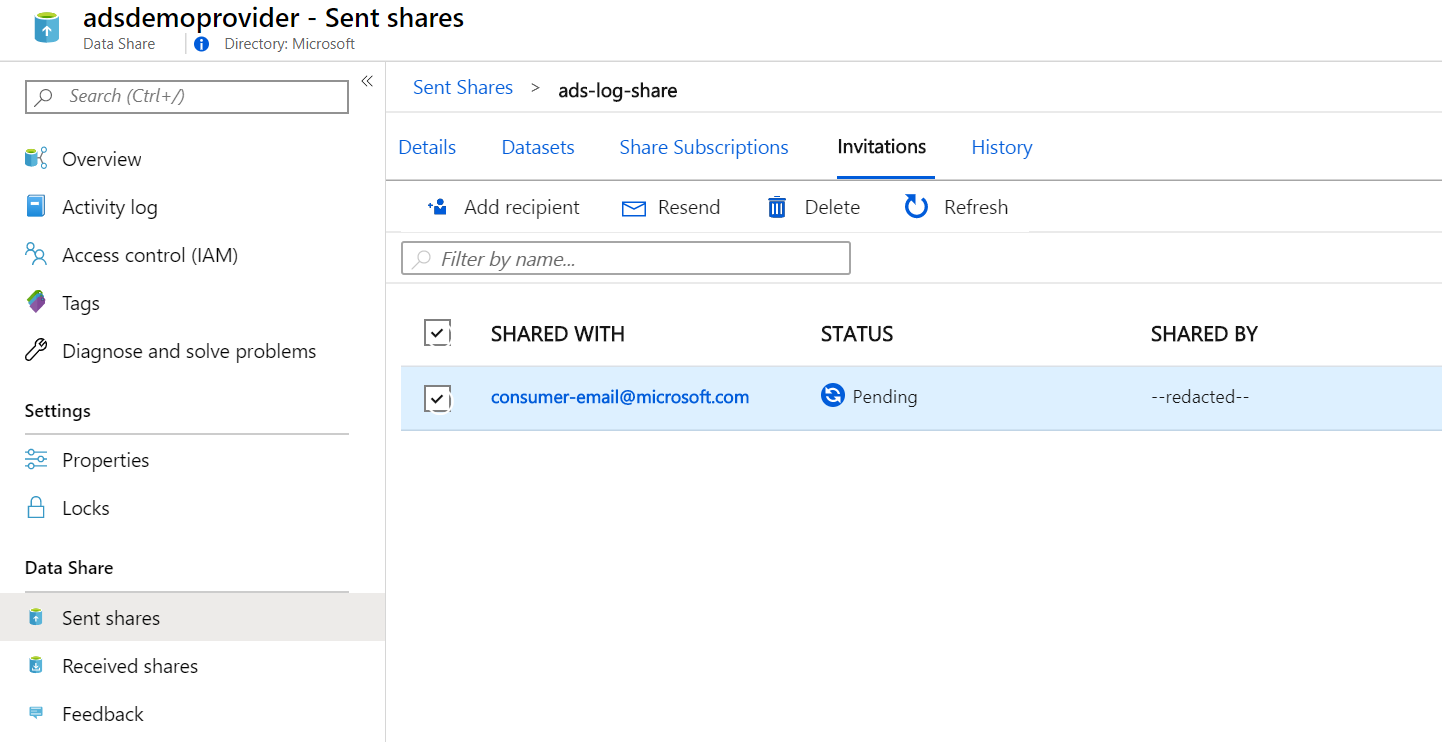 adsdemoprovider - Sent shares
Data Share
Directory: Microsoft
Search (Ctrl+/)
Overview
Activity log
Access control (IAM)
Tags
Diagnose and solve problems
Settings
Properties
Locks
Data Share
Sent shares
Received shares
Feedback
Sent Shares > ads-log-share
Details Datasets Share Subscriptions Invitations History
Add recipient Resend Delete Refresh
Filter by name...
SHARED WITH STATUS SHARED BY
consumer-email@microsoft.com Pending --redacted--